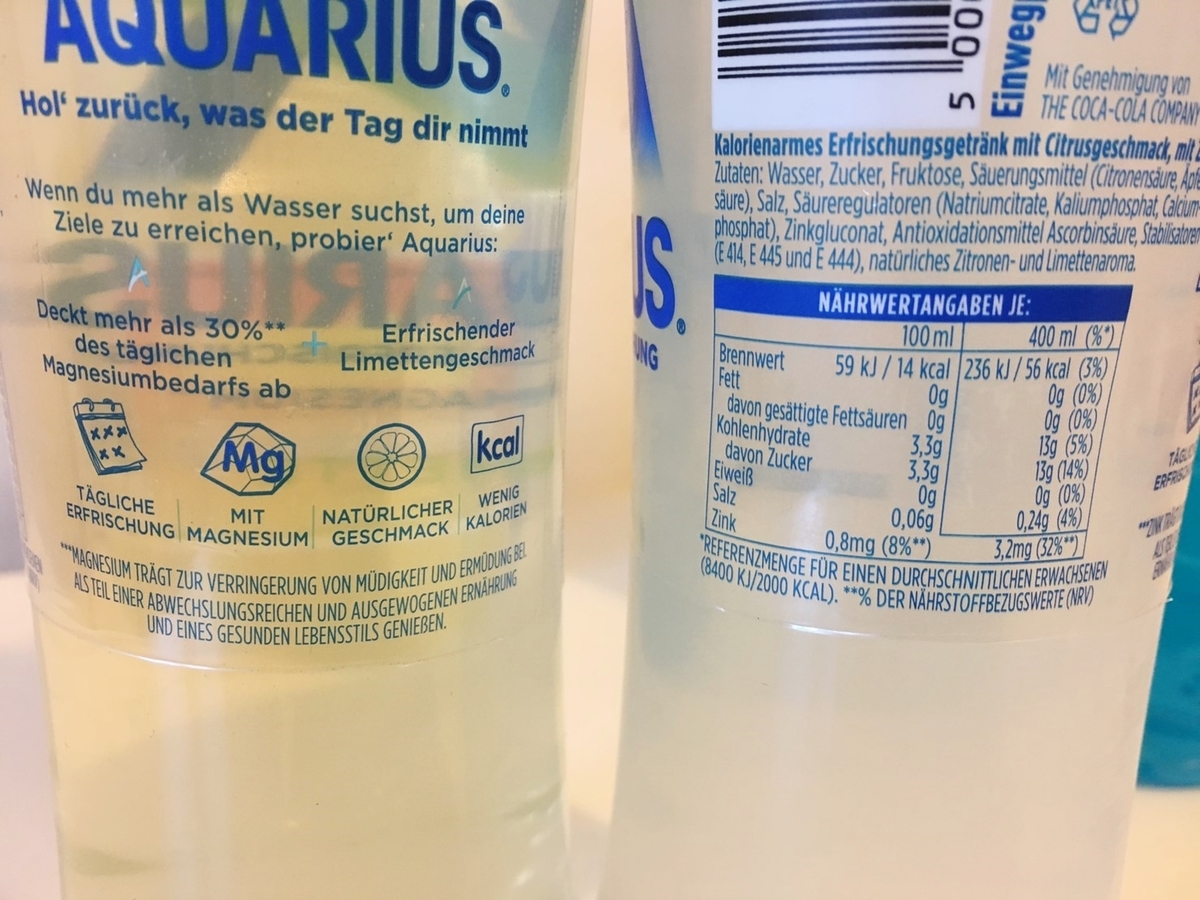 AQUARIUS®
Hol‘ zurück, was der Tag dir nimmt
Wenn du mehr als Wasser suchst, um deine
Ziele zu erreichen, probier‘ Aquarius:
Deckt mehr als 30%**
des täglichen
Magnesiumbedarfs ab
+
Erfrischender
Limettengeschmack
Mg
kcal
TÄGLICHE
ERFRISCHUNG
MIT
MAGNESIUM
NATÜRLICHER
GESCHMACK
WENIG
KALORIEN
***MAGNESIUM TRÄGT ZUR VERRINGERUNG VON MÜDIGKEIT UND ERMÜDUNG BEI.
ALS TEIL EINER ABWECHSLUNGSREICHEN UND AUSGEWOGENEN ERNÄHRUNG
UND EINES GESUNDEN LEBENSSTILS GENIEßEN.
US®
UNG
5 000
Einweg
Mit Genehmigung von
THE COCA-COLA COMPANY
Kalorienarmes Erfrischungsgetränk mit Citrusgeschmack, mit
Zutaten: Wasser, Zucker, Fruktose, Säuerungsmittel (Citronensäure, Apfel
säure), Salz, Säureregulatoren (Natriumcitrate, Kaliumphosphat, Calcium-
phosphat), Zinkgluconat, Antioxidationsmittel Ascorbinsäure, Stabilisatoren
(E 414, E 445 und E 444), natürliches Zitronen- und Limettenaroma.
NÄHRWERTANGABEN JE:
100 ml 400 ml (%*)
Brennwert 59 kJ / 14 kcal 236 kJ / 56 kcal (3%)
Fett 0g 0g (0%)
davon gesättigte Fettsäuren 0g 0g (0%)
Kohlenhydrate 3,3g 13g (5%)
davon Zucker 3,3g 13g (14%)
Eiweiß 0g 0g (0%)
Salz 0,06g 0,24g (4%)
Zink 0,8mg (8%**) 3,2mg (32%**)
*REFERENZMENGE FÜR EINEN DURCHSCHNITTLICHEN ERWACHSENEN
(8400 KJ/2000 KCAL). **% DER NÄHRSTOFFBEZUGSWERTE (NRV)